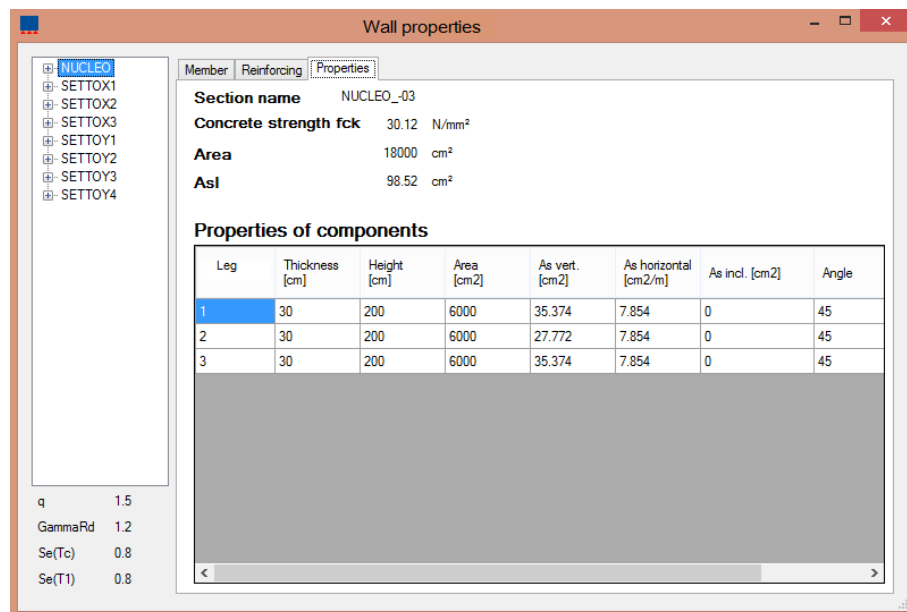 Wall properties
NUCLEO
SETTOX1
SETTOX2
SETTOX3
SETTOY1
SETTOY2
SETTOY3
SETTOY4
q 1.5
GammaRd 1.2
Se(Tc) 0.8
Se(T1) 0.8
Member Reinforcing Properties
Section name NUCLEO_-03
Concrete strength fck 30.12 N/mm²
Area 18000 cm²
Asl 98.52 cm²
Properties of components
Leg Thickness [cm] Height [cm] Area [cm2] As vert. [cm2] As horizontal [cm2/m] As incl. [cm2] Angle
1 30 200 6000 35.374 7.854 0 45
2 30 200 6000 27.772 7.854 0 45
3 30 200 6000 35.374 7.854 0 45